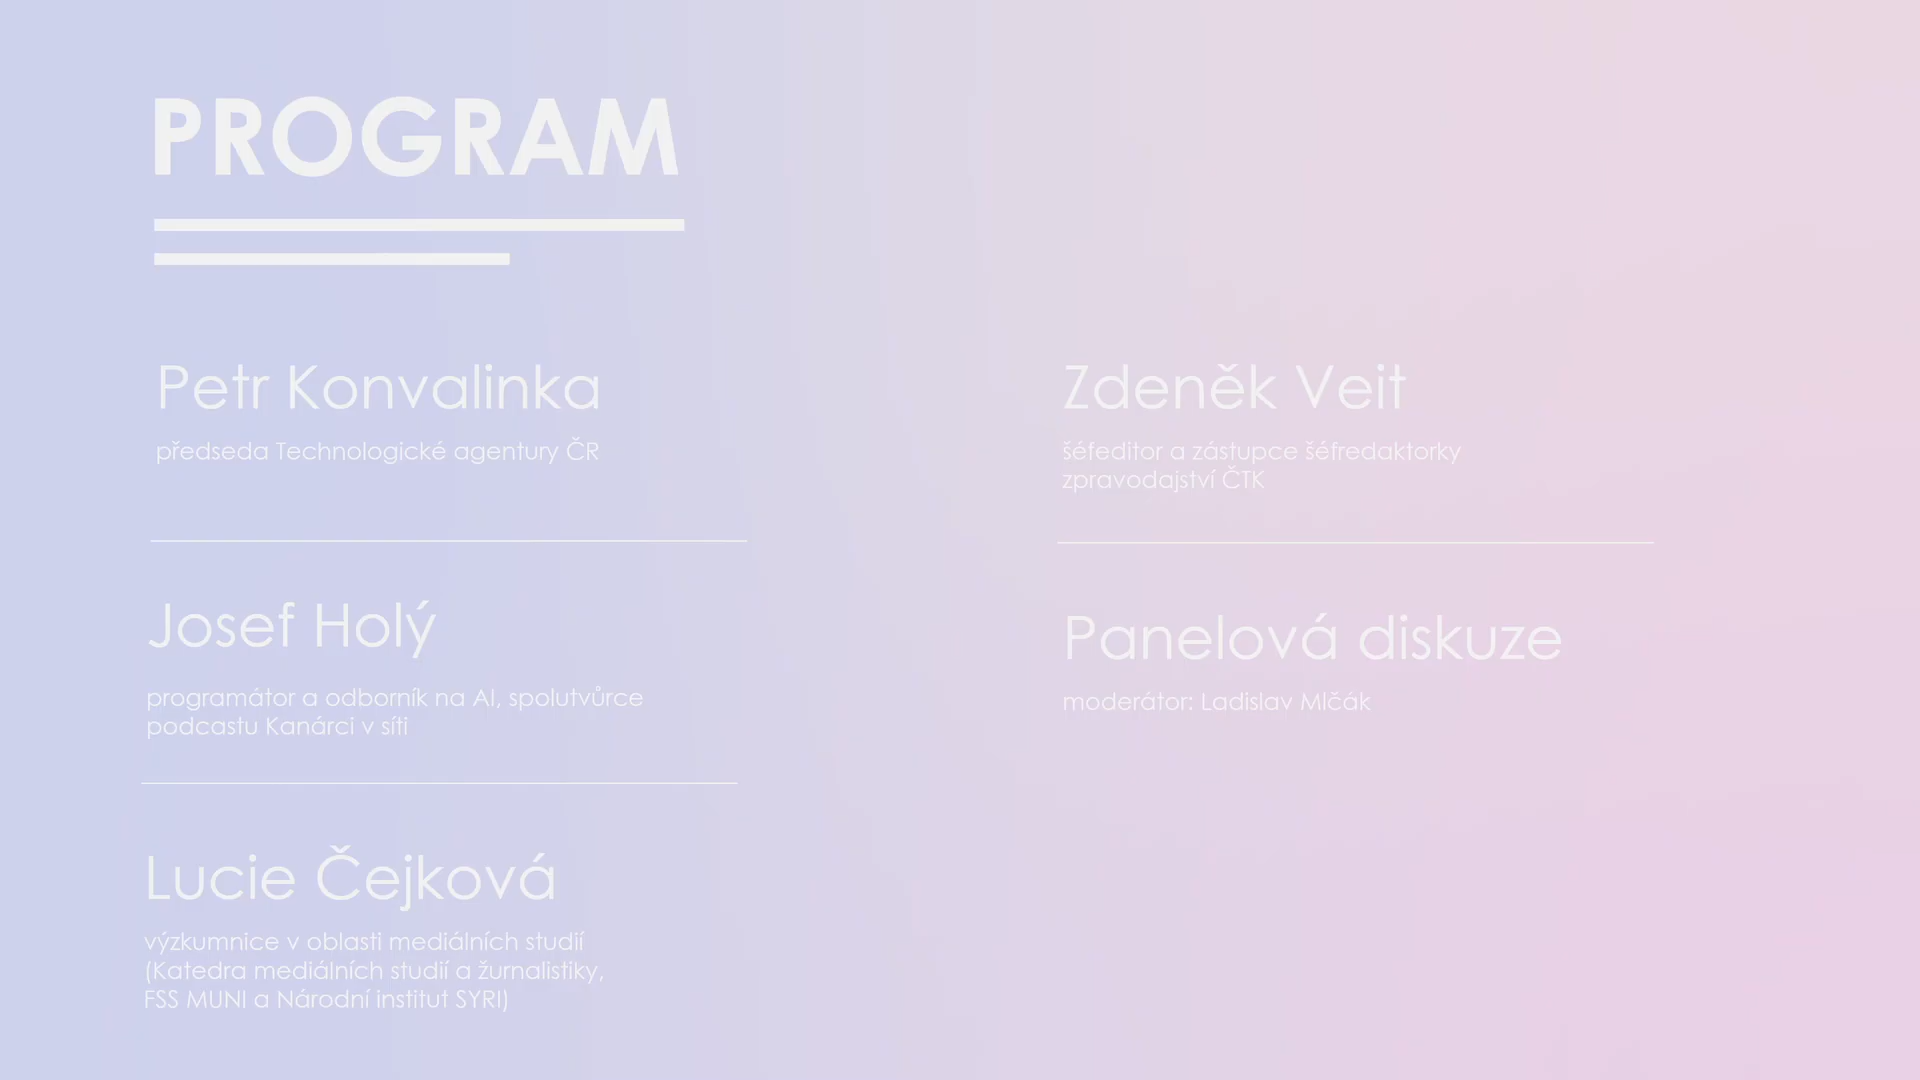 PROGRAM
Petr Konvalinka
předseda Technologické agentury ČR
Josef Holý
programátor a odborník na AI, spolutvůrce
podcastu Kanárci v síti
Lucie Čejková
výzkumnice v oblasti mediálních studií
(Katedra mediálních studií a žurnalistiky,
FSS MUNI a Národní institut SYRI)
Zdeněk Veit
šéfeditor a zástupce šéfredaktorky
zpravodajství ČTK
Panelová diskuze
moderátor: Ladislav Mlčák